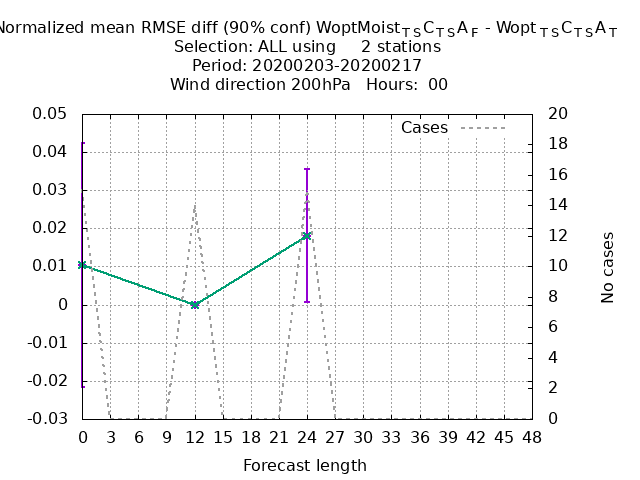 Normalized mean RMSE diff (90% conf) WoptMoist_TSC_TSA_F - Wopt_TSC_TSA_T
Selection: ALL using 2 stations
Period: 20200203-20200217
Wind direction 200hPa Hours: 00
Cases
0.05
0.04
0.03
0.02
0.01
0
-0.01
-0.02
-0.03
20
18
16
14
12
10
8
6
4
2
0
No cases
0 3 6 9 12 15 18 21 24 27 30 33 36 39 42 45 48
Forecast length